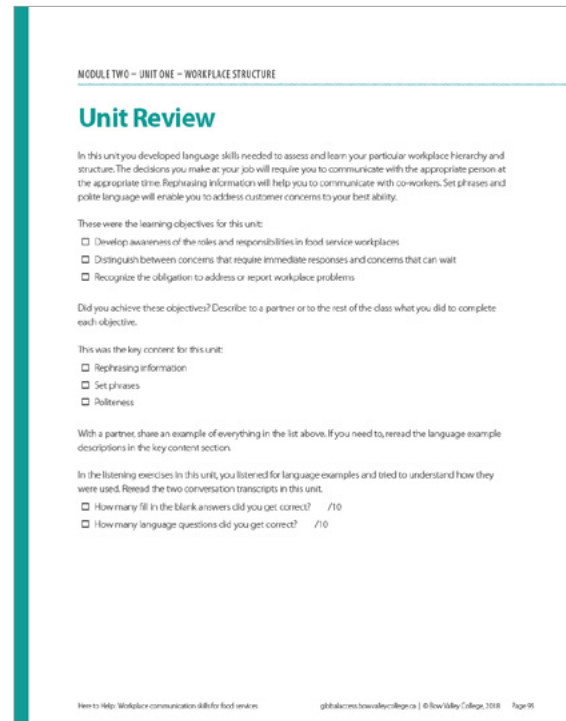 MODULE TWO – UNIT ONE – WORKPLACE STRUCTURE
Unit Review
In this unit you developed language skills needed to assess and learn your particular workplace hierarchy and
structure. The decisions you make at your job will require you to communicate with the appropriate person at
the appropriate time. Rephrasing information will help you to communicate with co-workers. Set phrases and
polite language will enable you to address customer concerns to your best ability.
These were the learning objectives for this unit:
☐ Develop awareness of the roles and responsibilities in food service workplaces
☐ Distinguish between concerns that require immediate responses and concerns that can wait
☐ Recognize the obligation to address or report workplace problems
Did you achieve these objectives? Describe to a partner or to the rest of the class what you did to complete
each objective.
This was the key content for this unit:
☐ Rephrasing information
☐ Set phrases
☐ Politeness
With a partner, share an example of everything in the list above. If you need to, reread the language example
descriptions in the key content section.
In the listening exercises in this unit, you listened for language examples and tried to understand how they
were used. Reread the two conversation transcripts in this unit.
☐ How many fill in the blank answers did you get correct? /10
☐ How many language questions did you get correct? /10
Here to Help: Workplace communication skills for food services globalaccess.bowvalleycollege.ca | © Bow Valley College, 2018 Page 95